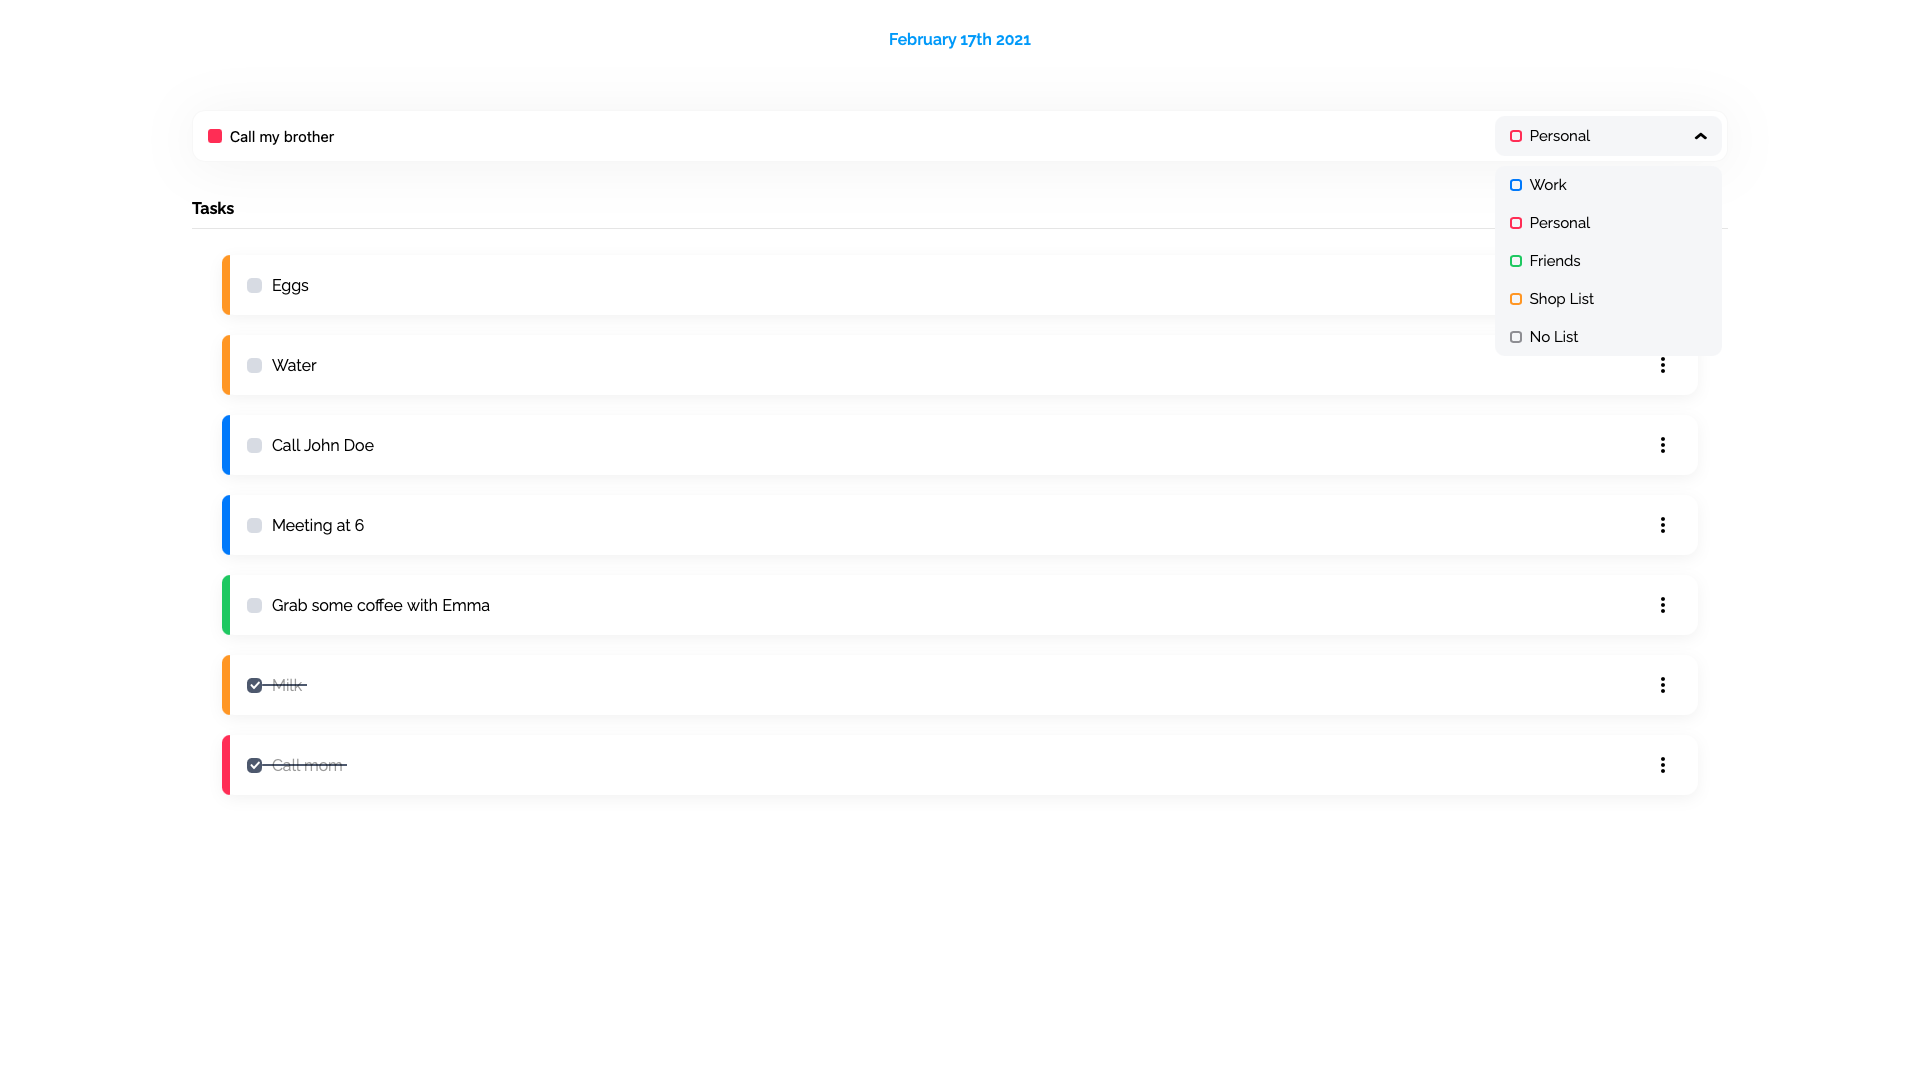 February 17th 2021
Call my brother
Personal
Work
Personal
Friends
Shop List
No List
Tasks
Eggs
Water
Call John Doe
Meeting at 6
Grab some coffee with Emma
Milk
Call mom